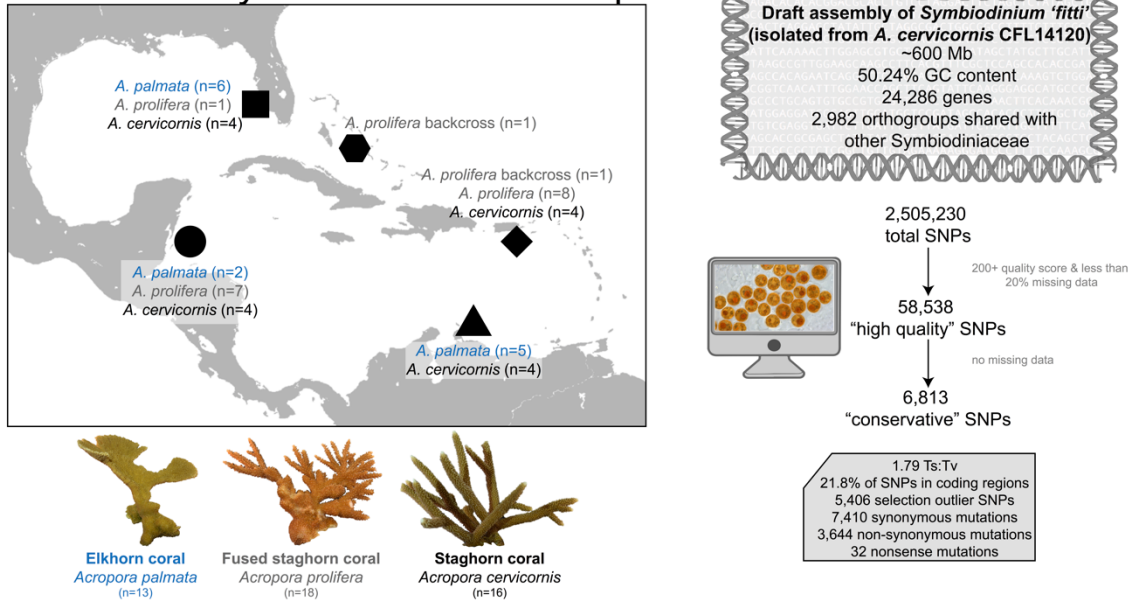 A. palmata (n=6)
A. prolifera (n=1)
A. cervicornis (n=4)
A. prolifera backcross (n=1)
A. prolifera backcross (n=1)
A. prolifera (n=8)
A. cervicornis (n=4)
A. palmata (n=2)
A. prolifera (n=7)
A. cervicornis (n=4)
A. palmata (n=5)
A. cervicornis (n=4)
Elkhorn coral
Acropora palmata
(n=13)
Fused staghorn coral
Acropora prolifera
(n=18)
Staghorn coral
Acropora cervicornis
(n=16)
Draft assembly of Symbiodinium ‘fitti’
(isolated from A. cervicornis CFL14120)
~600 Mb
50.24% GC content
24,286 genes
2,982 orthogroups shared with
other Symbiodiniaceae
2,505,230
total SNPs
200+ quality score & less than
20% missing data
58,538
“high quality” SNPs
no missing data
6,813
“conservative” SNPs
1.79 Ts:Tv
21.8% of SNPs in coding regions
5,406 selection outlier SNPs
7,410 synonymous mutations
3,644 non-synonymous mutations
32 nonsense mutations